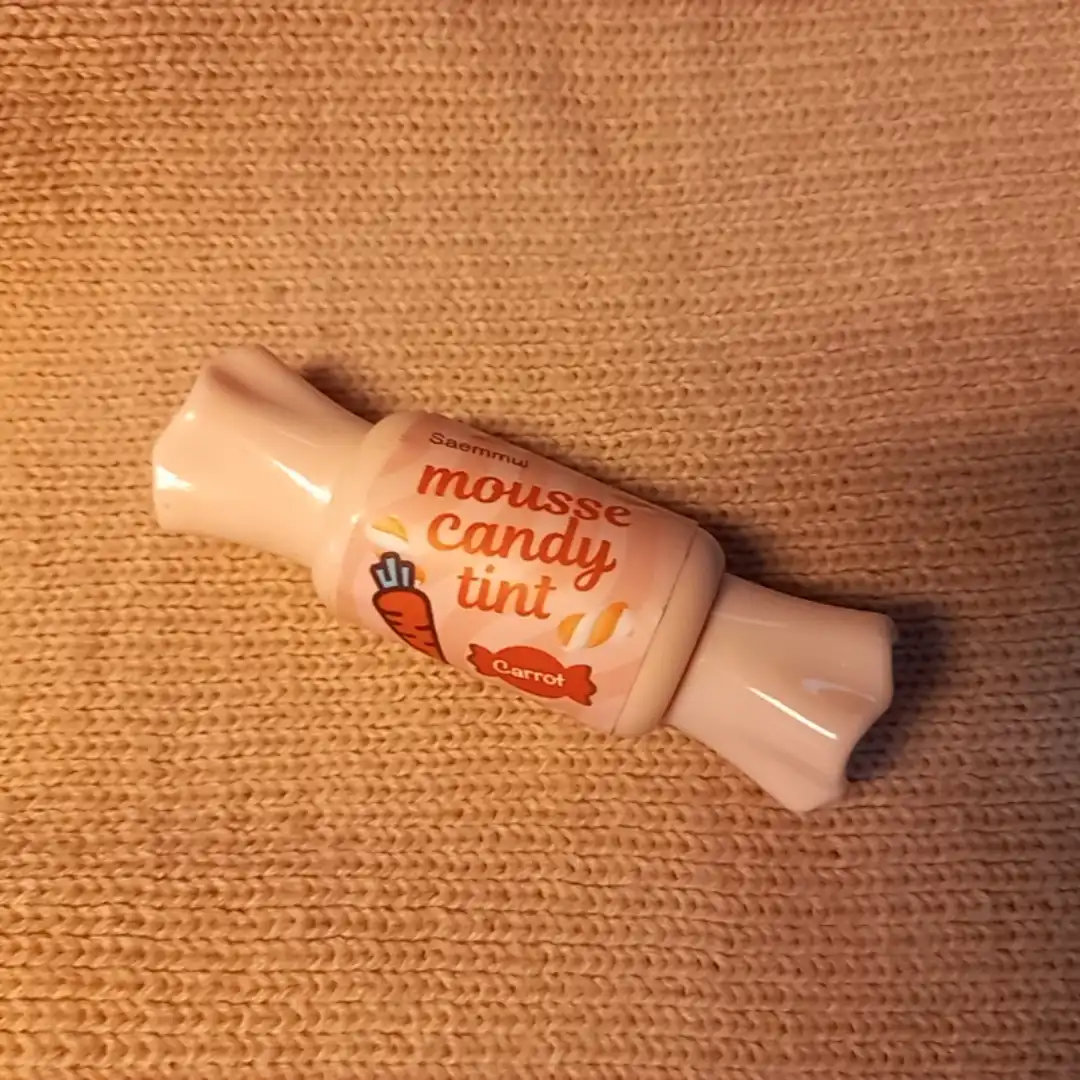 Saemmul
mousse
candy
tint
Carrot